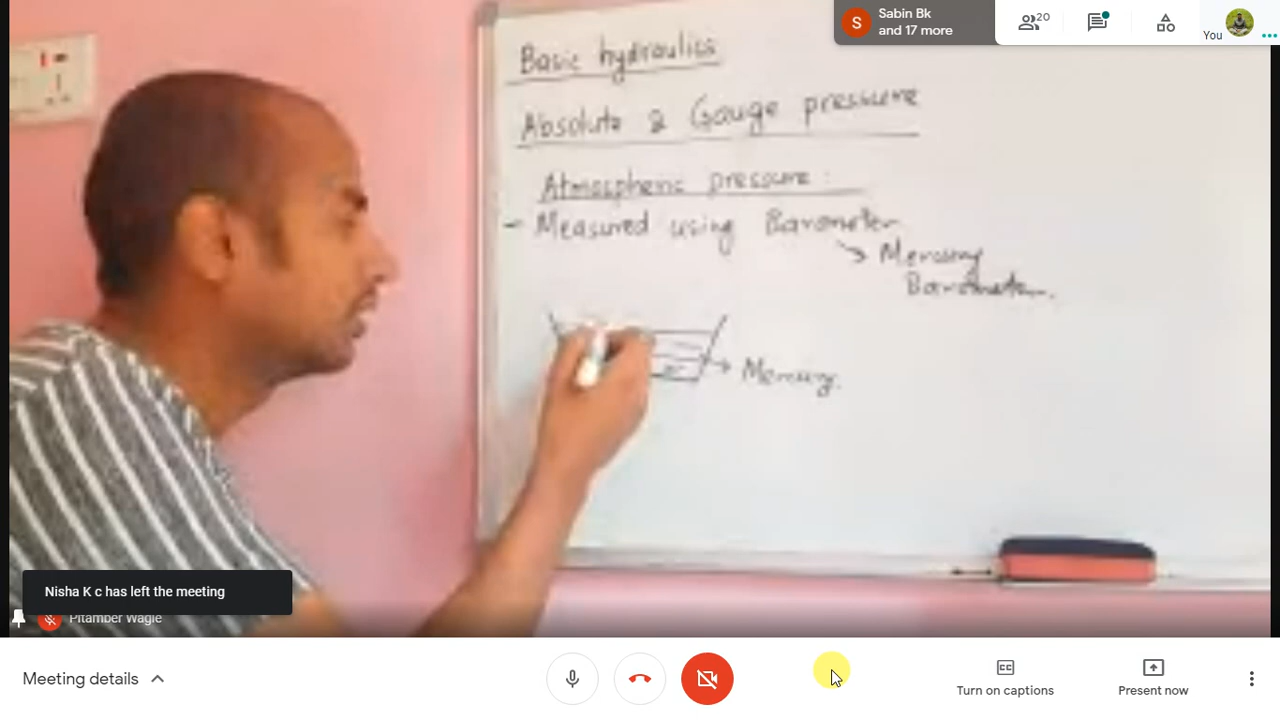 Sabin Bk
and 17 more
20
You
S
Basic hydraulics
Absolute & Gauge pressure
Atmospheric pressure :
- Measured using Barometer
Mercury
Barometer.
Mercury.
Nisha K c has left the meeting
Pitamber Wagle
Meeting details
Turn on captions
CC
Present now